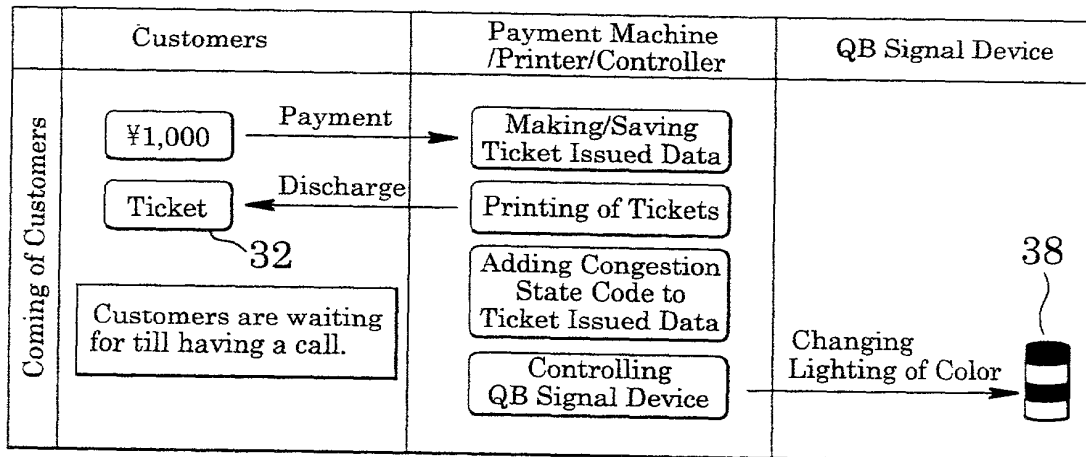 Customers
Payment Machine
/Printer/Controller
QB Signal Device
Coming of Customers
¥1,000
Payment
Making/Saving
Ticket Issued Data
Ticket
Discharge
Printing of Tickets
32
Adding Congestion
State Code to
Ticket Issued Data
38
Customers are waiting
for till having a call.
Controlling
QB Signal Device
Changing
Lighting of Color